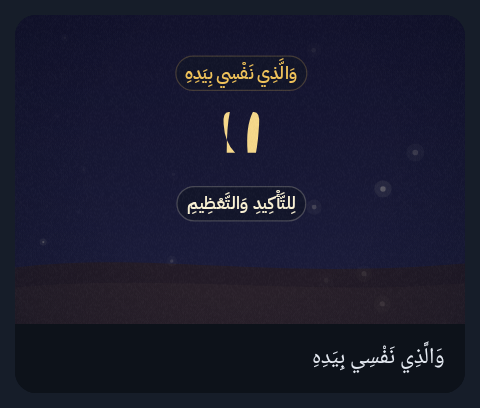 وَالَّذِي نَفْسِي بِيَدِهِ
لِلتَّأْكِيدِ وَالتَّعْظِيمِ
وَالَّذِي نَفْسِي بِيَدِهِ